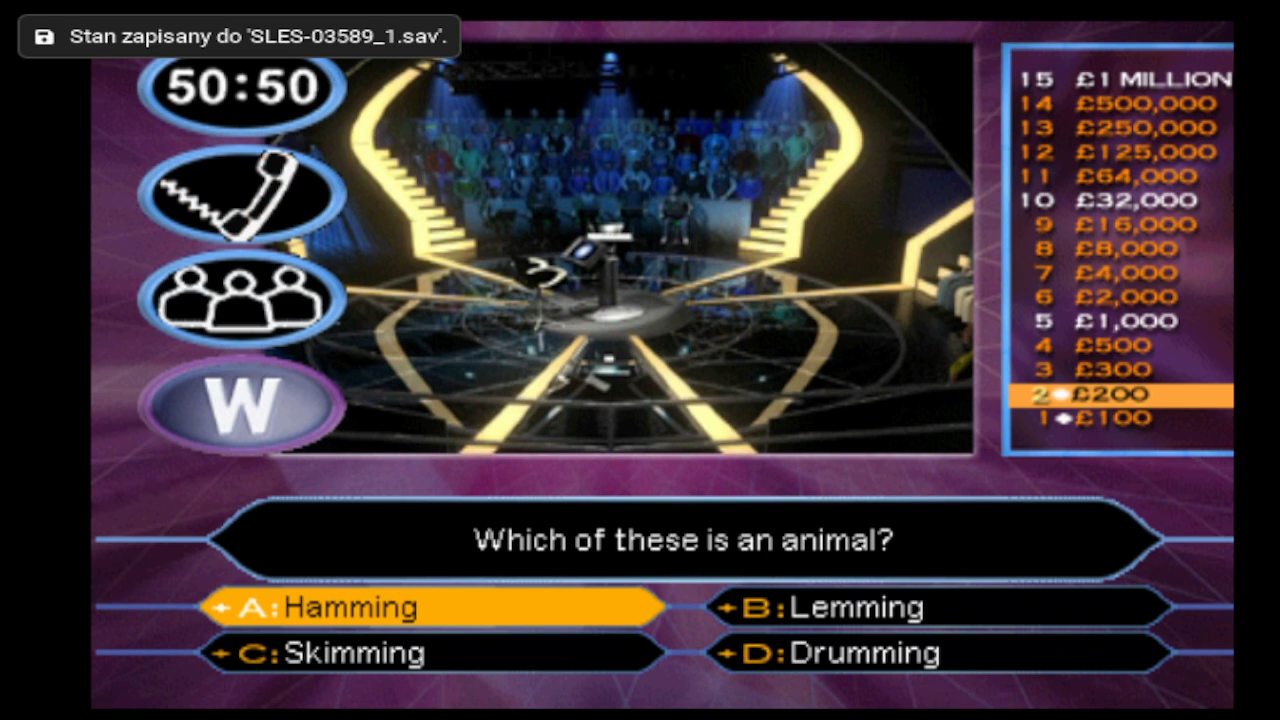 Stan zapisany do 'SLES-03589_1.sav'.
50:50
W
15 £1 MILLION
14 £500,000
13 £250,000
12 £125,000
11 £64,000
10 £32,000
9 £16,000
8 £8,000
7 £4,000
6 £2,000
5 £1,000
4 £500
3 £300
2 £200
1 £100
Which of these is an animal?
A: Hamming
B: Lemming
C: Skimming
D: Drumming